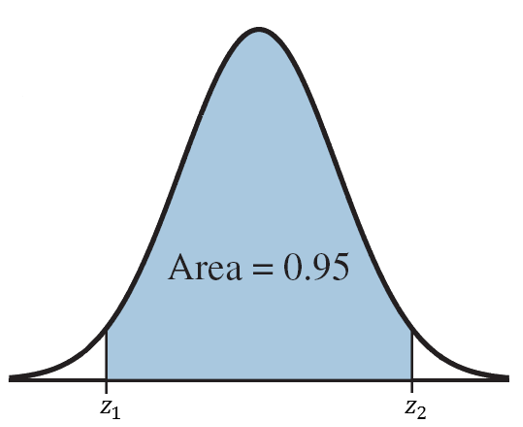 Area = 0.95
z₁ z₂